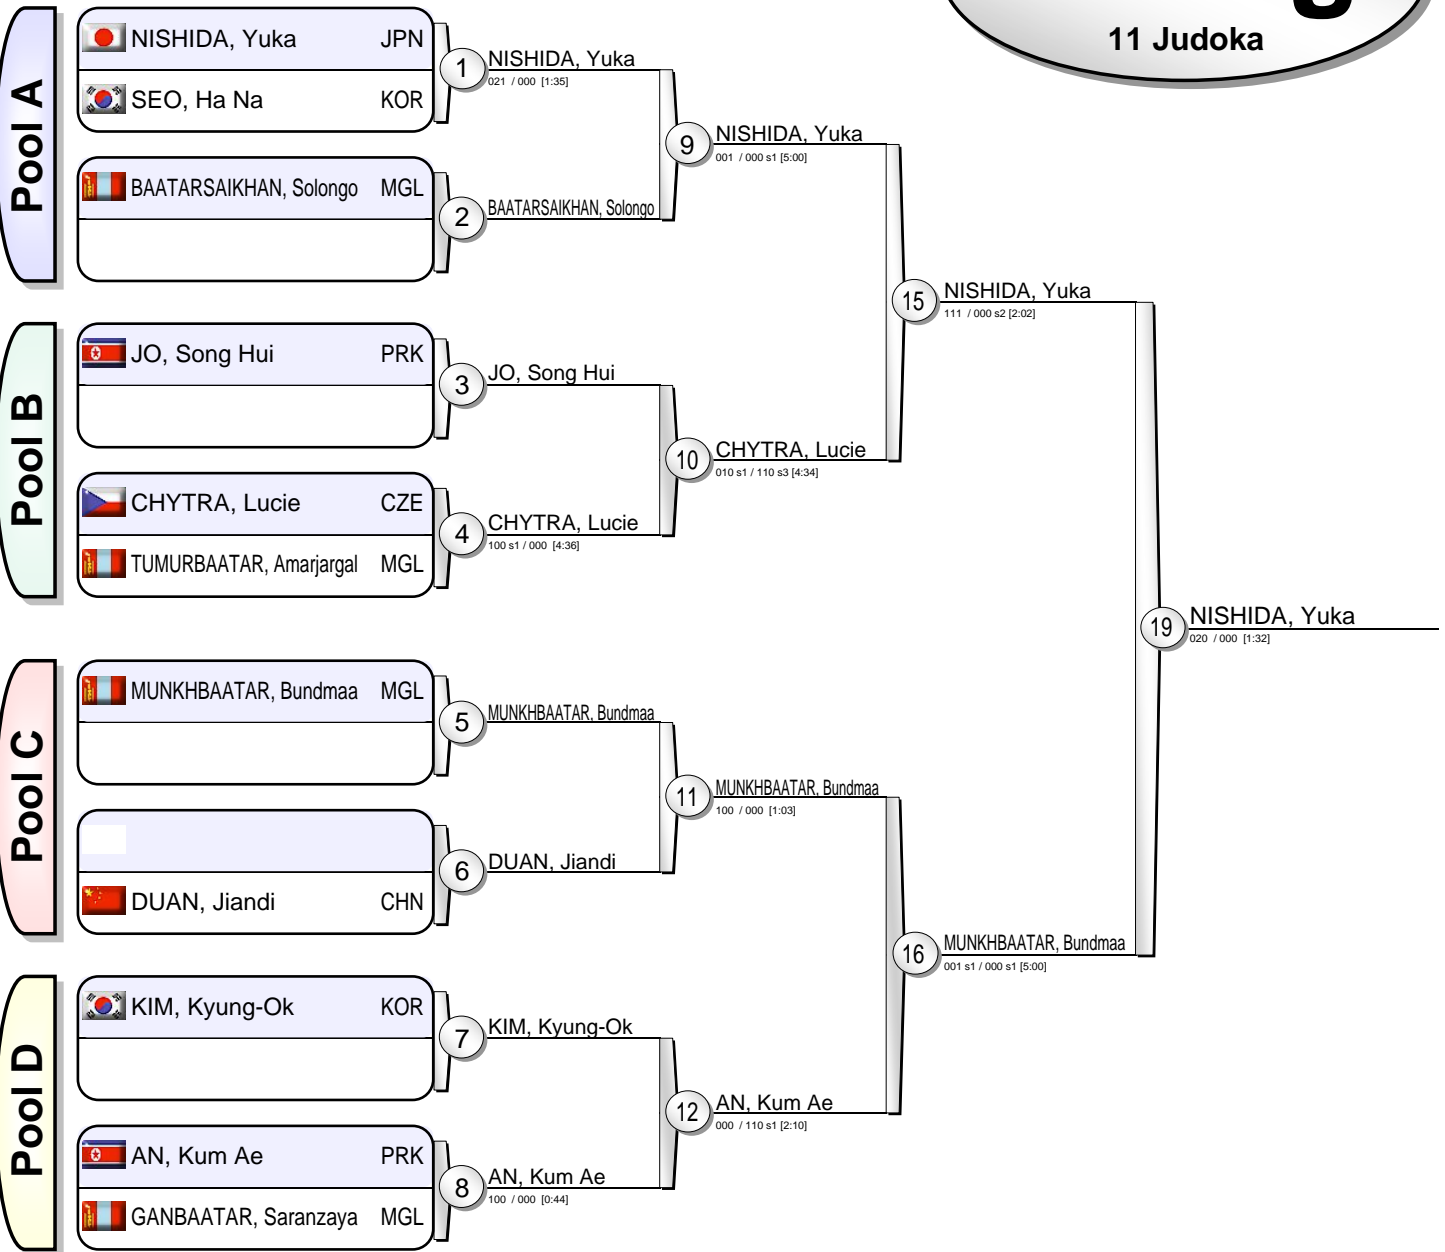 11 Judoka
Pool A
NISHIDA, Yuka JPN
SEO, Ha Na KOR
BAATARSAIKHAN, Solongo MGL
1 NISHIDA, Yuka
021 / 000 [1:35]
2 BAATARSAIKHAN, Solongo
9 NISHIDA, Yuka
001 / 000 s1 [5:00]
Pool B
JO, Song Hui PRK
CHYTRA, Lucie CZE
TUMURBAATAR, Amarjargal MGL
3 JO, Song Hui
4 CHYTRA, Lucie
100 s1 / 000 [4:36]
10 CHYTRA, Lucie
010 s1 / 110 s3 [4:34]
15 NISHIDA, Yuka
111 / 000 s2 [2:02]
Pool C
MUNKHBAATAR, Bundmaa MGL
DUAN, Jiandi CHN
5 MUNKHBAATAR, Bundmaa
6 DUAN, Jiandi
11 MUNKHBAATAR, Bundmaa
100 / 000 [1:03]
Pool D
KIM, Kyung-Ok KOR
AN, Kum Ae PRK
GANBAATAR, Saranzaya MGL
7 KIM, Kyung-Ok
8 AN, Kum Ae
100 / 000 [0:44]
12 AN, Kum Ae
000 / 110 s1 [2:10]
16 MUNKHBAATAR, Bundmaa
001 s1 / 000 s1 [5:00]
19 NISHIDA, Yuka
020 / 000 [1:32]